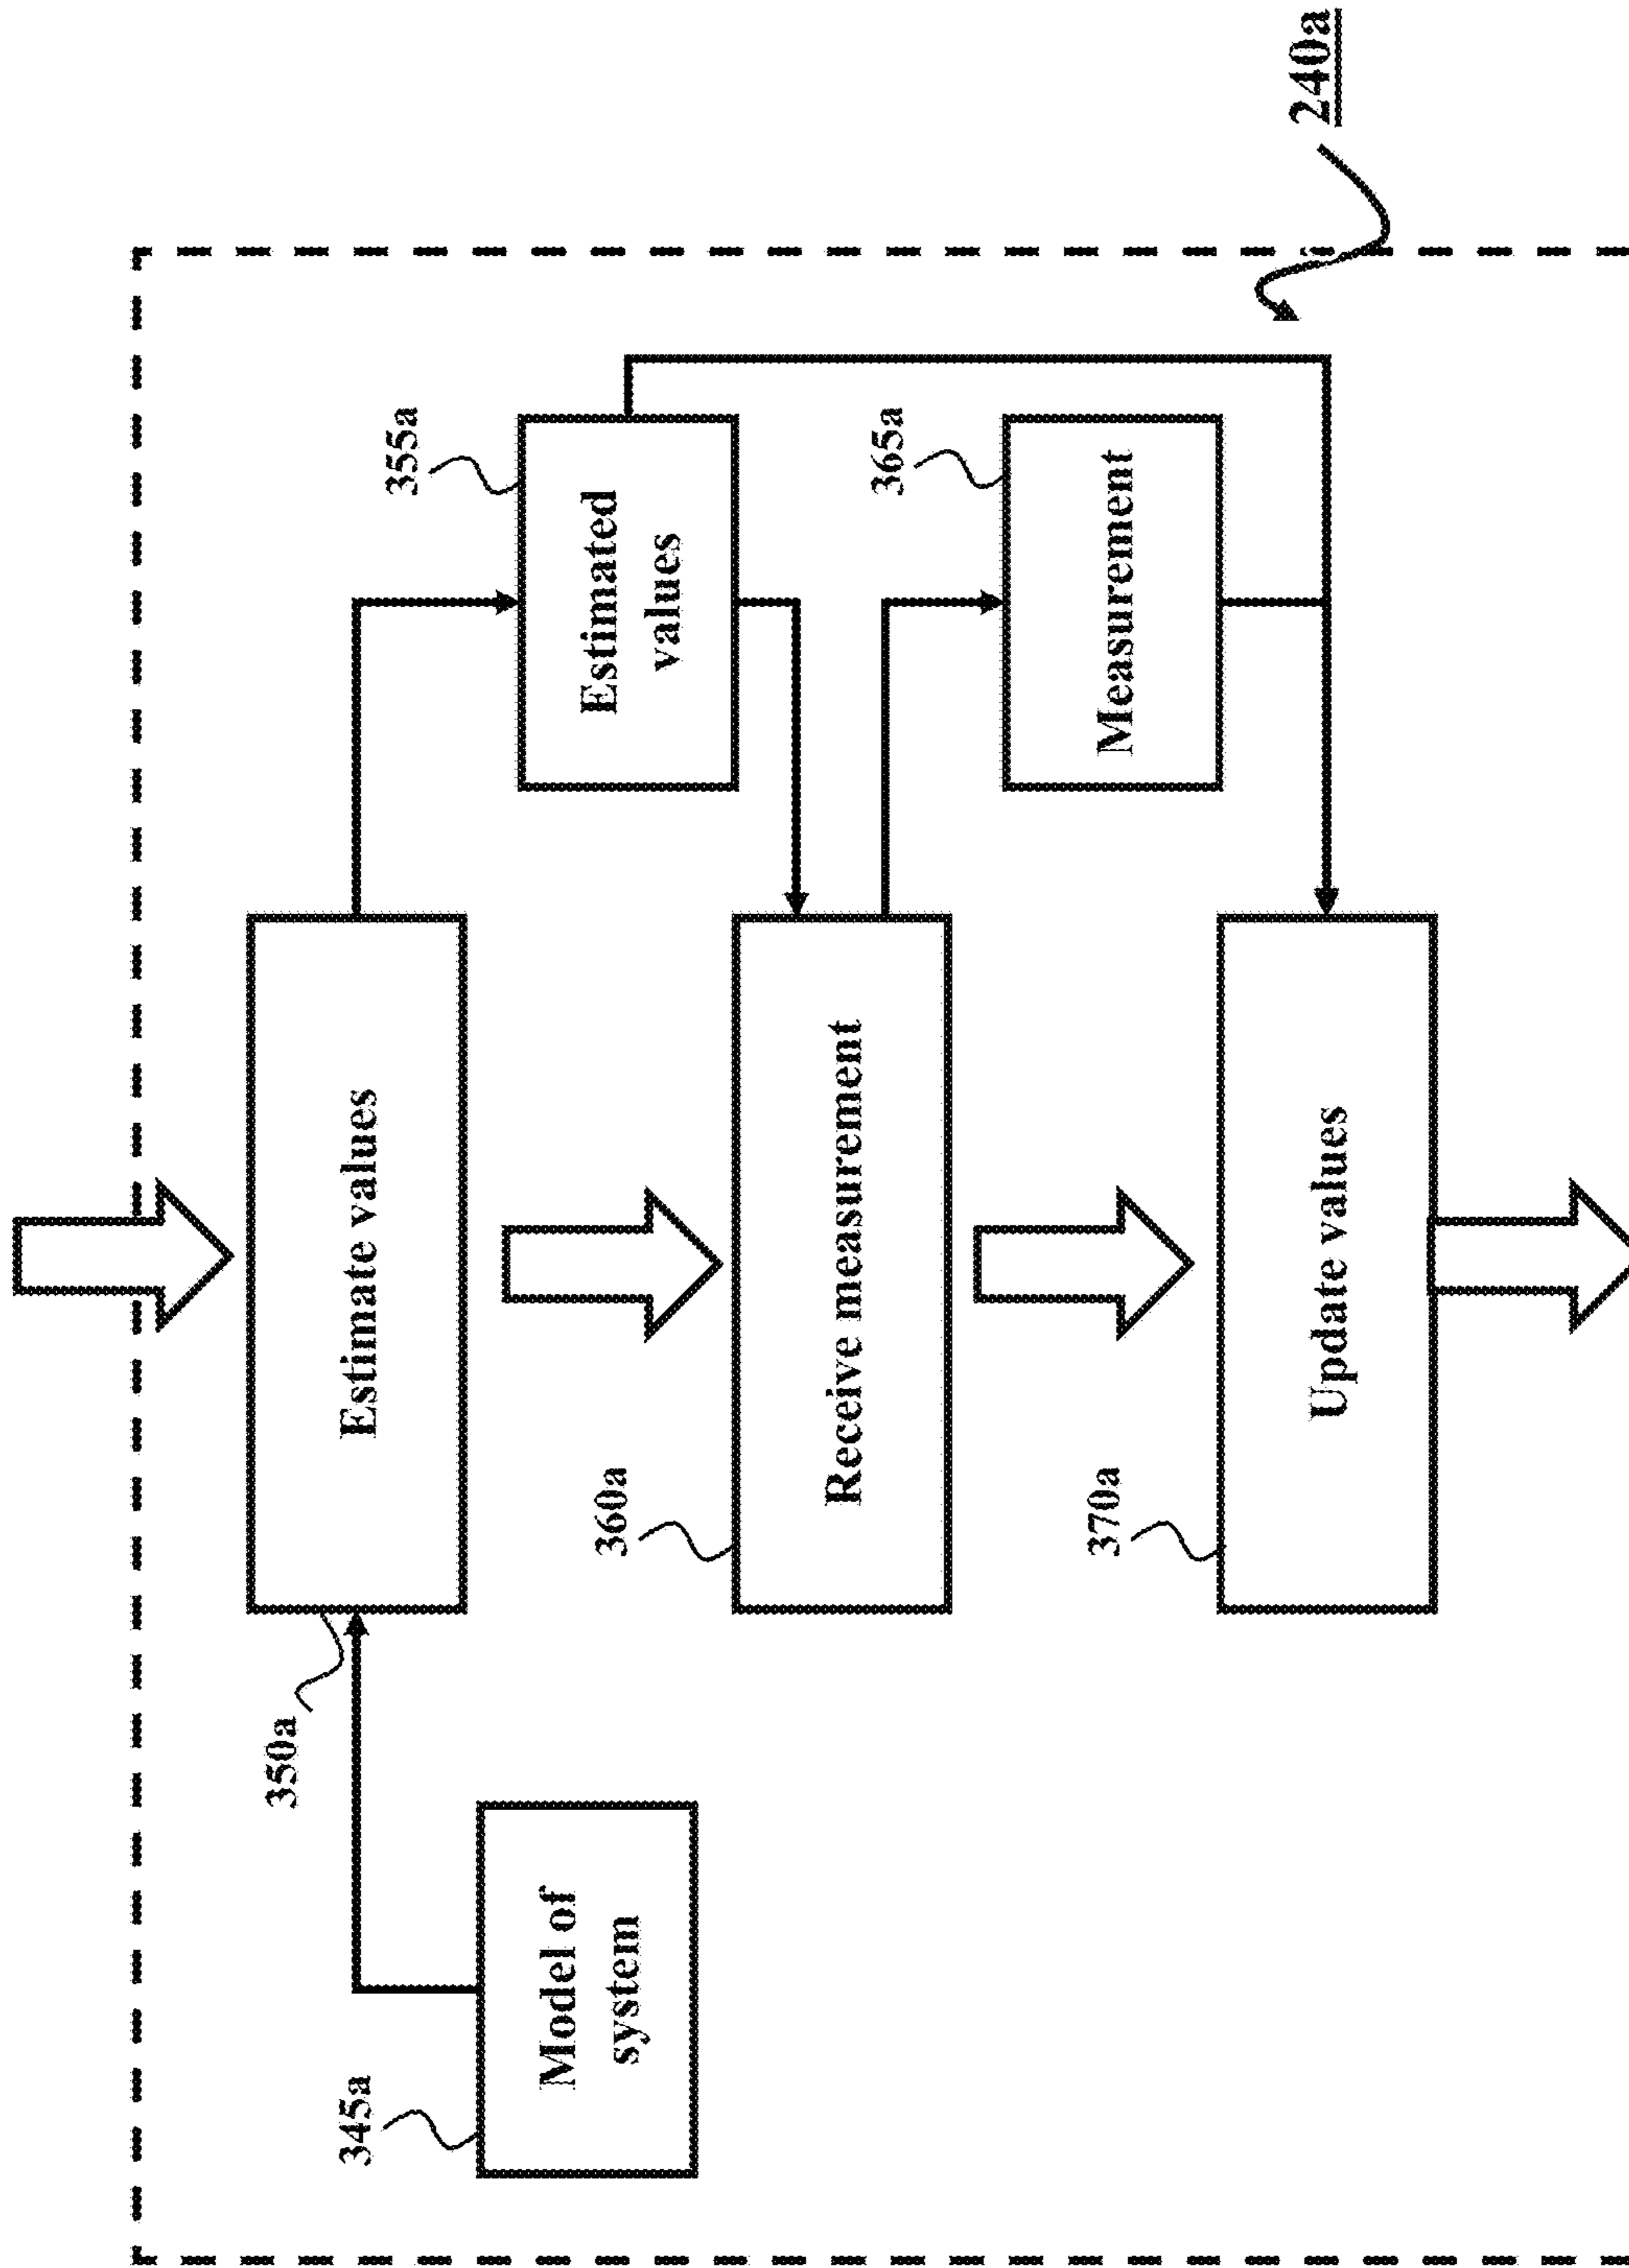 240a
350a
Estimate values
345a
Model of
system
355a
Estimated
values
360a
Receive measurement
365a
Measurement
370a
Update values